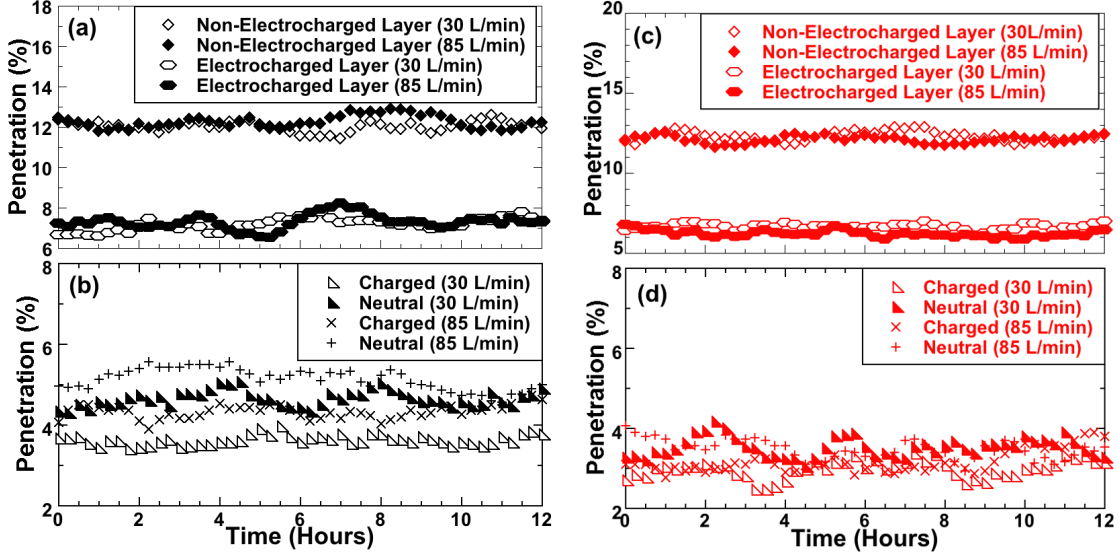 (a)
Non-Electrocharged Layer (30 L/min)
Non-Electrocharged Layer (85 L/min)
Electrocharged Layer (30 L/min)
Electrocharged Layer (85 L/min)
Penetration (%)
18
16
14
12
10
8
6
(b)
Charged (30 L/min)
Neutral (30 L/min)
Charged (85 L/min)
Neutral (85 L/min)
Penetration (%)
8
6
4
2
0 2 4 6 8 10 12
Time (Hours)
(c)
Non-Electrocharged Layer (30L/min)
Non-Electrocharged Layer (85 L/min)
Electrocharged Layer (30 L/min)
Electrocharged Layer (85 L/min)
Penetration (%)
20
15
10
5
(d)
Charged (30 L/min)
Neutral (30 L/min)
Charged (85 L/min)
Neutral (85 L/min)
Penetration (%)
8
6
4
2
0 2 4 6 8 10 12
Time (Hours)